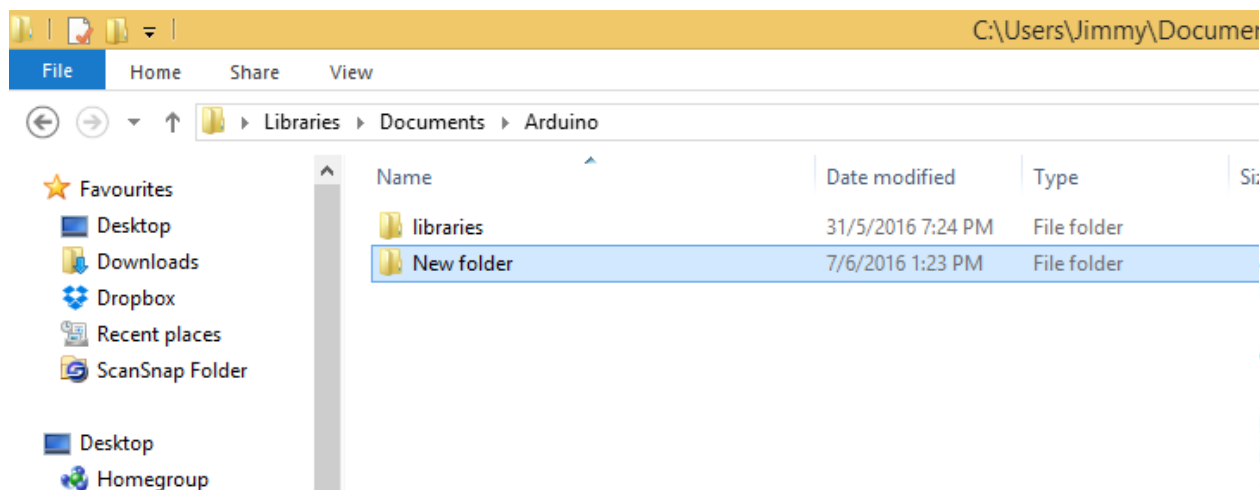 C:\Users\Jimmy\Documen
File Home Share View
Libraries Documents Arduino
Name Date modified Type Siz
Favourites
Desktop
Downloads
Dropbox
Recent places
ScanSnap Folder
Desktop
Homegroup
libraries 31/5/2016 7:24 PM File folder
New folder 7/6/2016 1:23 PM File folder